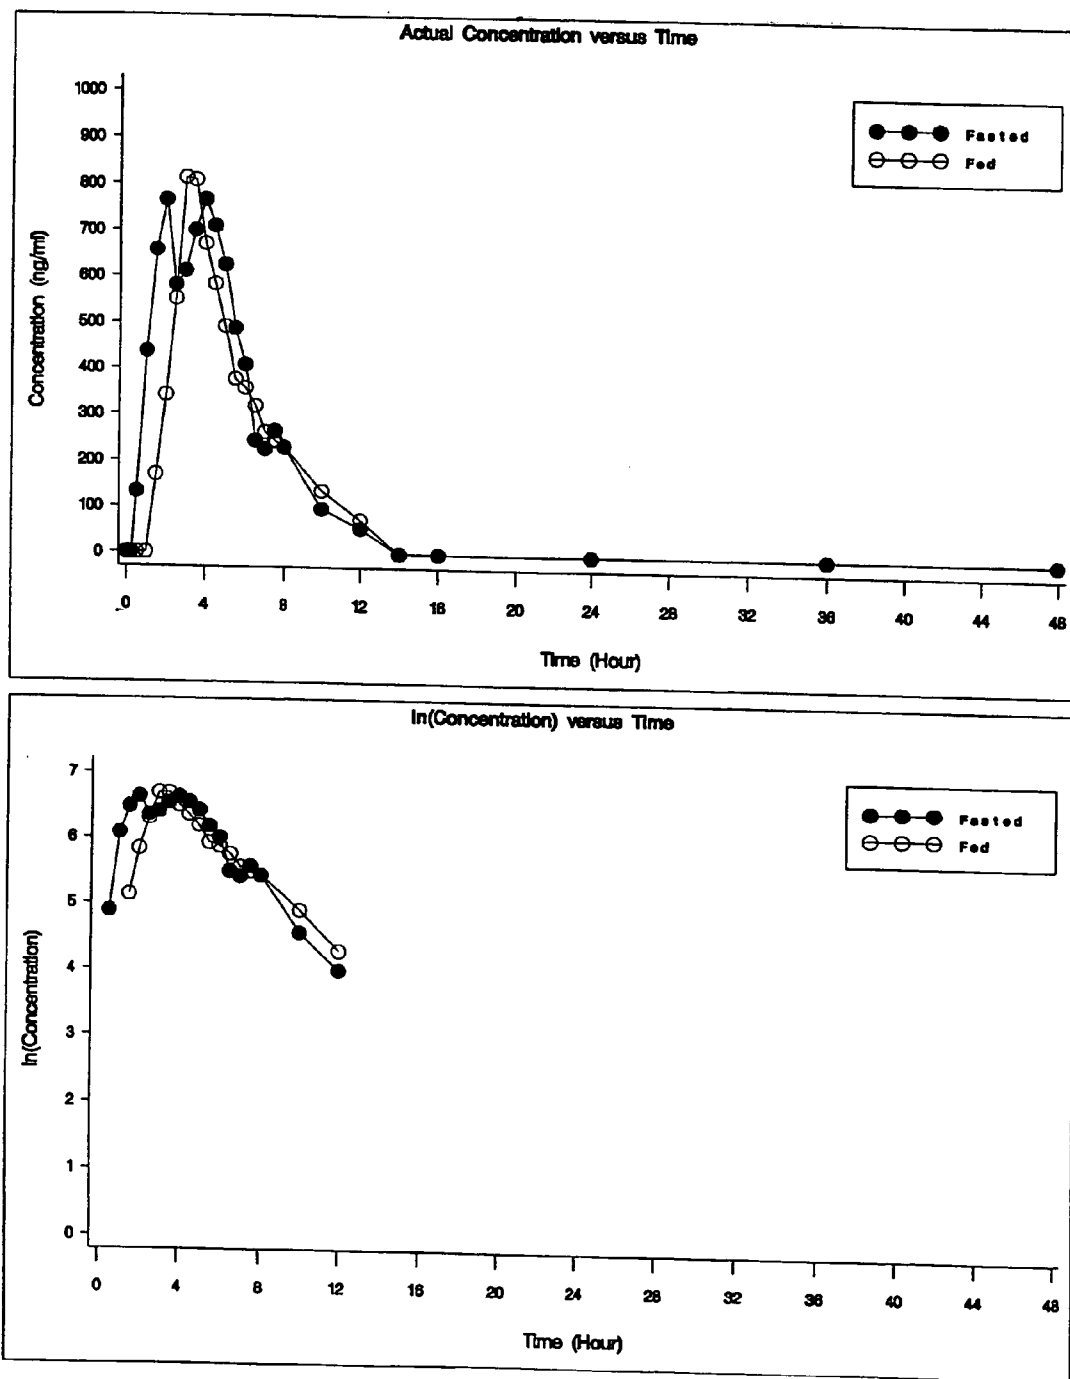 Actual Concentration versus Time
1000
900
800
700
600
500
400
300
200
100
0
Concentration (ng/ml)
Fasted
Fed
0 4 8 12 16 20 24 28 32 36 40 44 48
Time (Hour)
ln(Concentration) versus Time
7
6
5
4
3
2
1
0
ln(Concentration)
Fasted
Fed
0 4 8 12 16 20 24 28 32 36 40 44 48
Time (Hour)